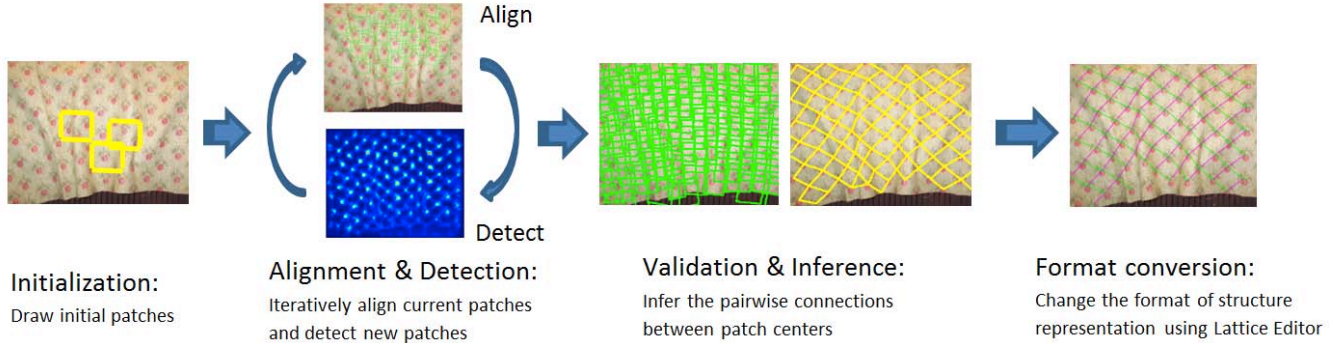 Align
Detect
Initialization:
Draw initial patches
Alignment & Detection:
Iteratively align current patches
and detect new patches
Validation & Inference:
Infer the pairwise connections
between patch centers
Format conversion:
Change the format of structure
representation using Lattice Editor